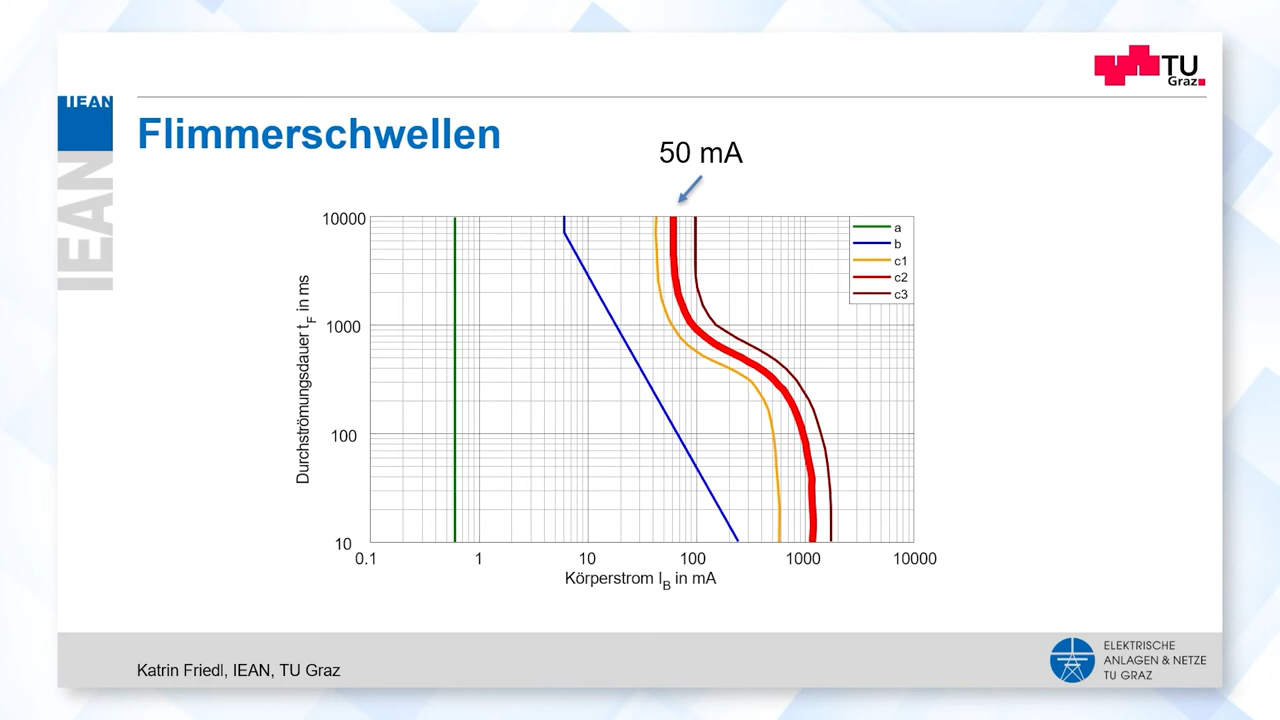 TU
Graz
IEAN
IEAN
Flimmerschwellen
50 mA
10000
1000
100
10
Durchströmungsdauer tF in ms
0.1
1
10
100
1000
10000
Körperstrom IB in mA
a
b
c1
c2
c3
Katrin Friedl, IEAN, TU Graz
ELEKTRISCHE
ANLAGEN & NETZE
TU GRAZ